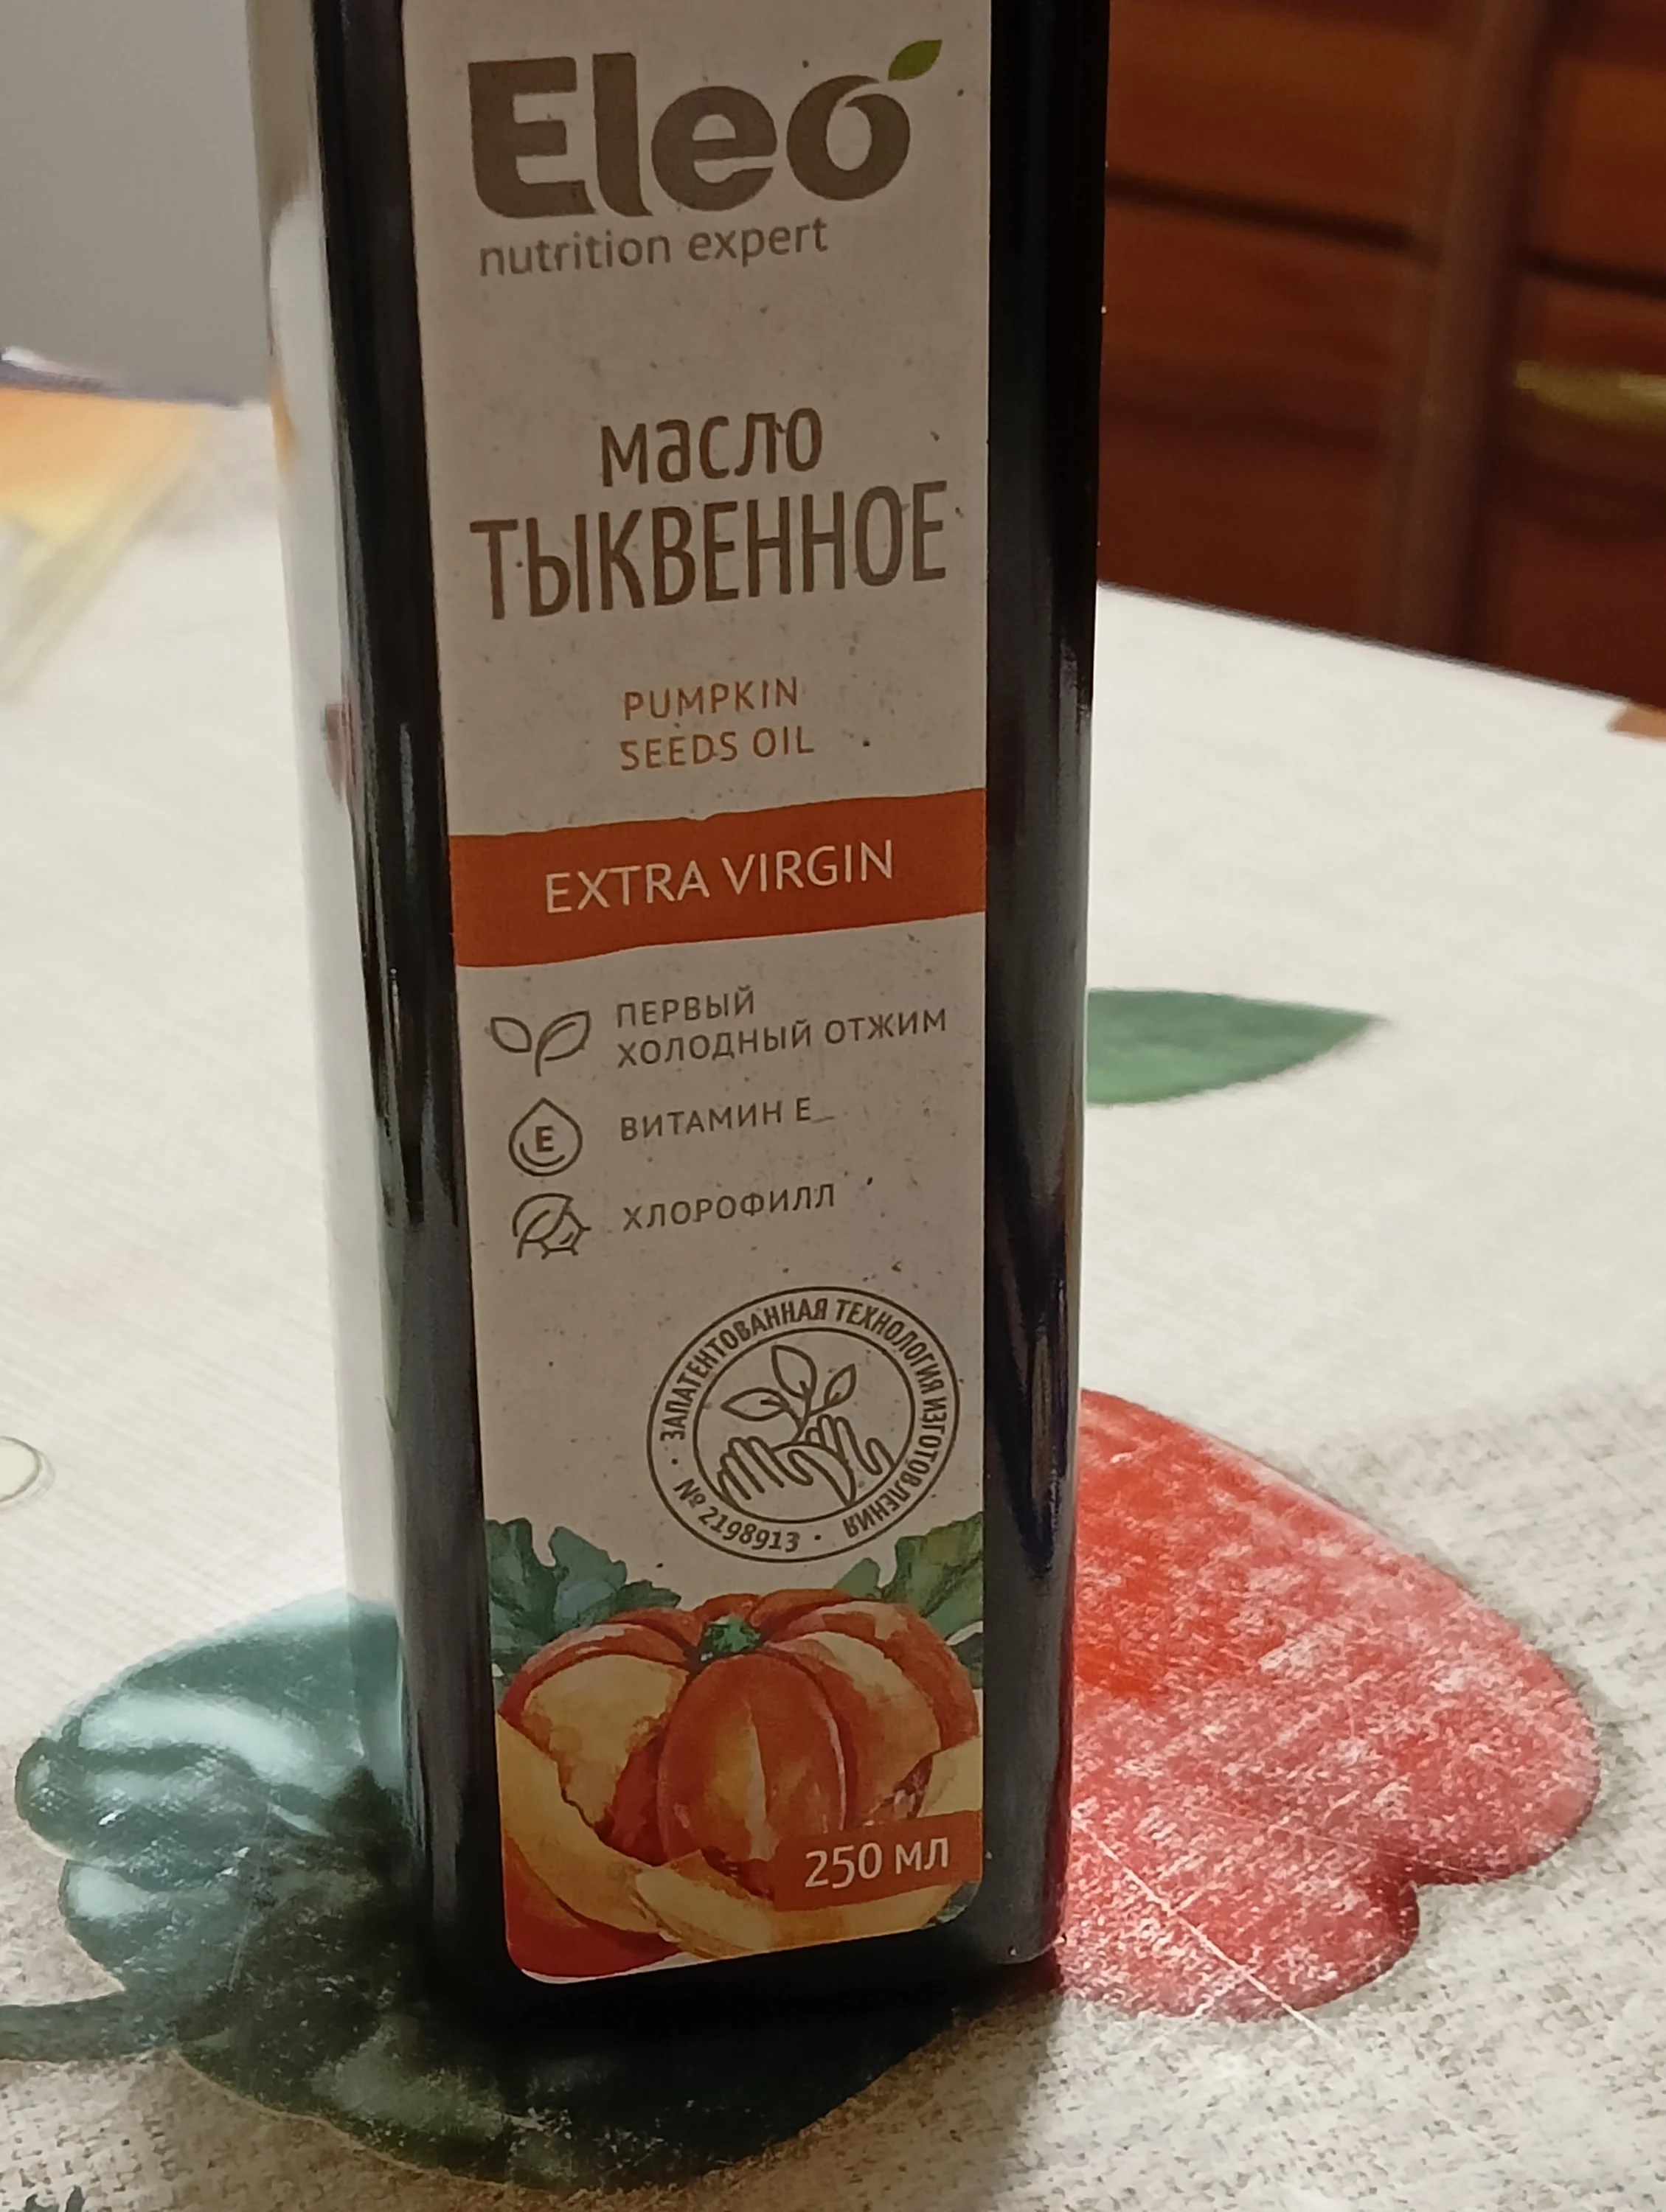 Eleo
nutrition expert
масло
ТЫКВЕННОЕ
PUMPKIN
SEEDS OIL
EXTRA VIRGIN
ПЕРВЫЙ
ХОЛОДНЫЙ ОТЖИМ
E
ВИТАМИН Е
ХЛОРОФИЛЛ
ЗАПАТЕНТОВАННАЯ ТЕХНОЛОГИЯ ИЗГОТОВЛЕНИЯ
№ 2198913
250 МЛ